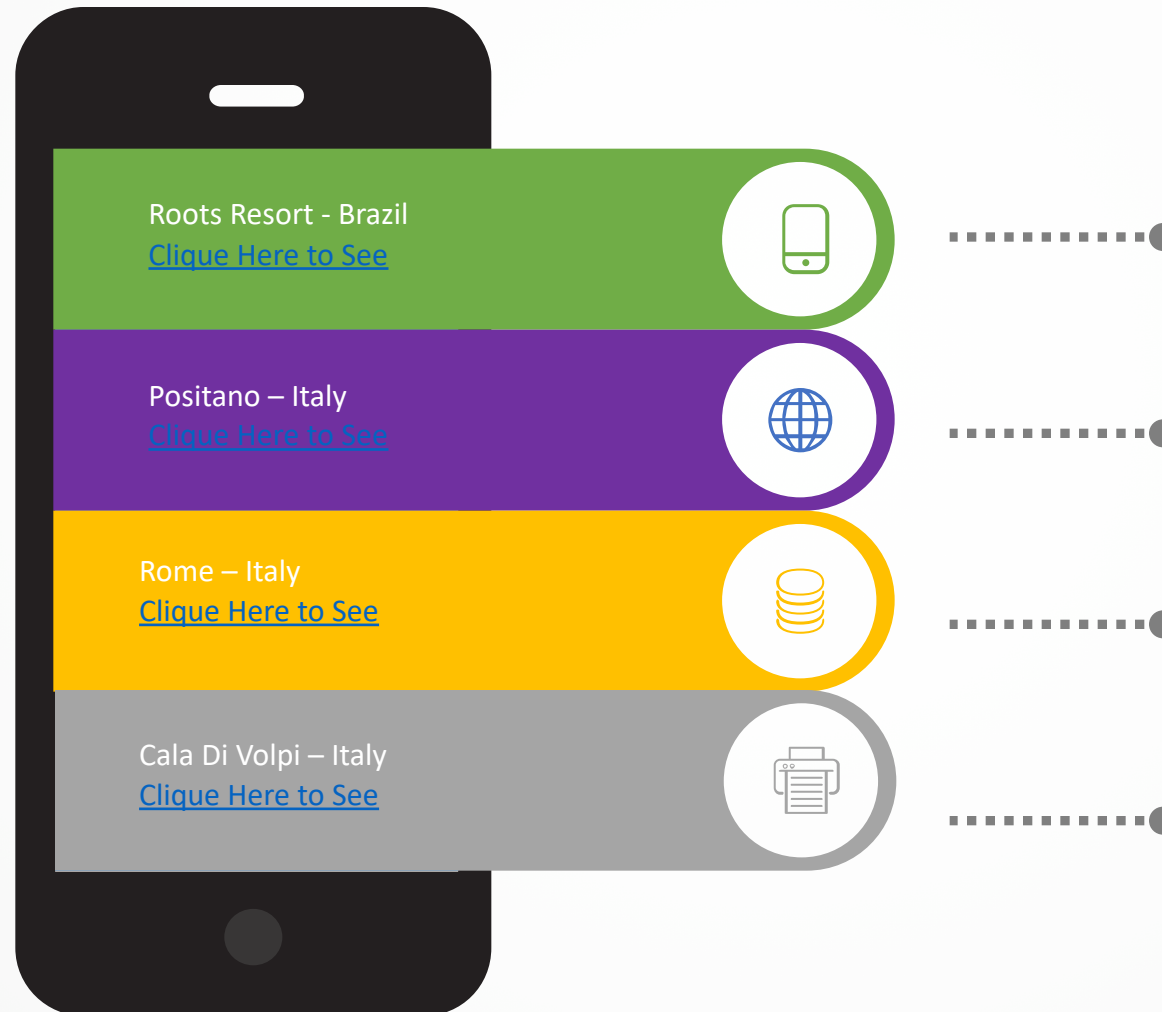 Roots Resort - Brazil
Clique Here to See
Positano – Italy
Clique Here to See
Rome – Italy
Clique Here to See
Cala Di Volpi – Italy
Clique Here to See